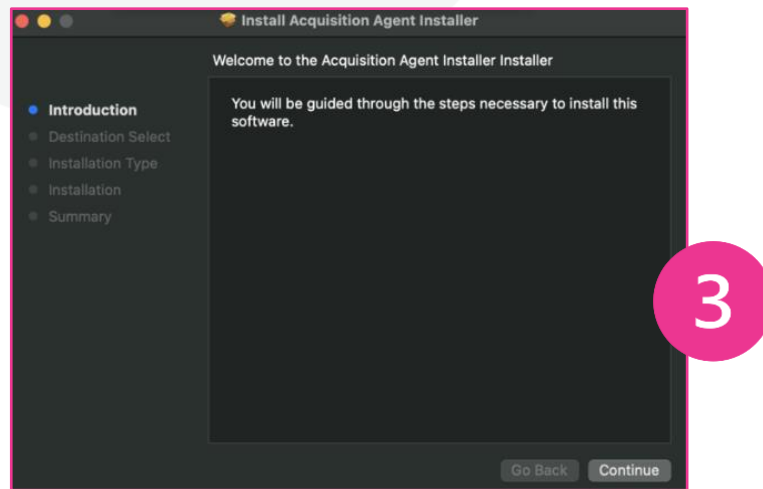 Install Acquisition Agent Installer
Welcome to the Acquisition Agent Installer Installer
Introduction
Destination Select
Installation Type
Installation
Summary
You will be guided through the steps necessary to install this
software.
3
Go Back
Continue